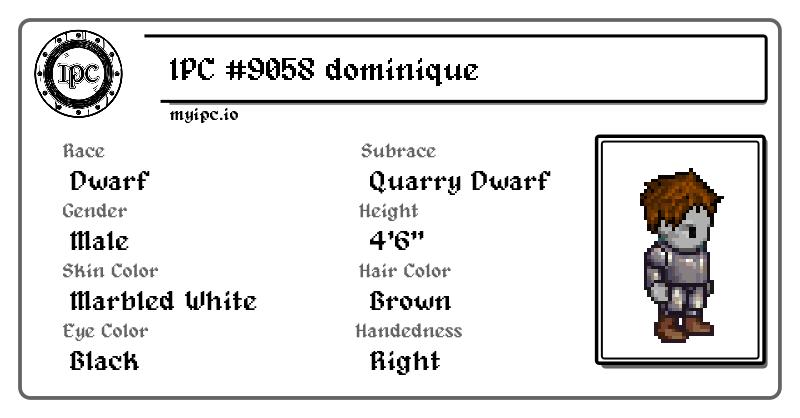 IPC
IPC #9058 dominique
myipc.io
Race
Dwarf
Subrace
Quarry Dwarf
Gender
Male
Height
4'6"
Skin Color
Marbled White
Hair Color
Brown
Eye Color
Black
Handedness
Right